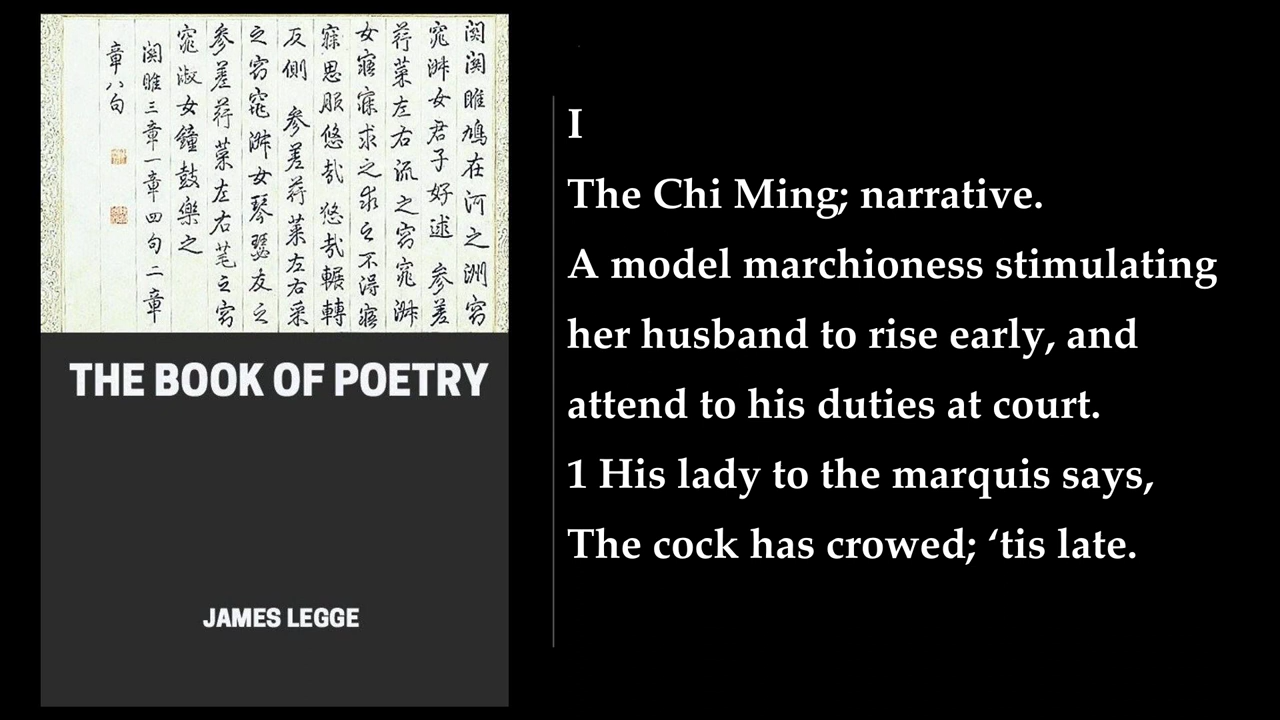 關關雎鳩在河之洲窈
窕淑女君子好逑 參差
荇菜左右流之窈窕淑
女寤寐求之求之不得寤
寐思服悠哉悠哉輾轉
反側 參差荇菜左右采
之窈窕淑女琴瑟友之
參差荇菜左右芼之窈
窕淑女鐘鼓樂之
關雎三章一章四句二章
章八句
THE BOOK OF POETRY
JAMES LEGGE
I
The Chi Ming; narrative.
A model marchioness stimulating
her husband to rise early, and
attend to his duties at court.
1 His lady to the marquis says,
The cock has crowed; ‘tis late.